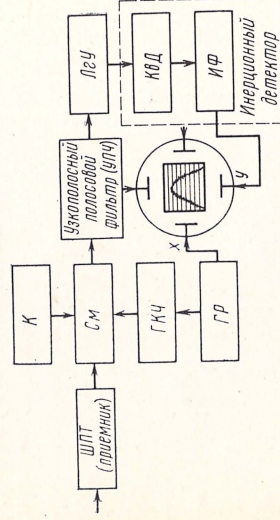 ШПТ
(приемник)
К
СМ
ГКЧ
ГР
Узкополосный
полосовой
фильтр (УПЧ)
X
У
ЛгУ
КВД
ИФ
Инерционный
детектор